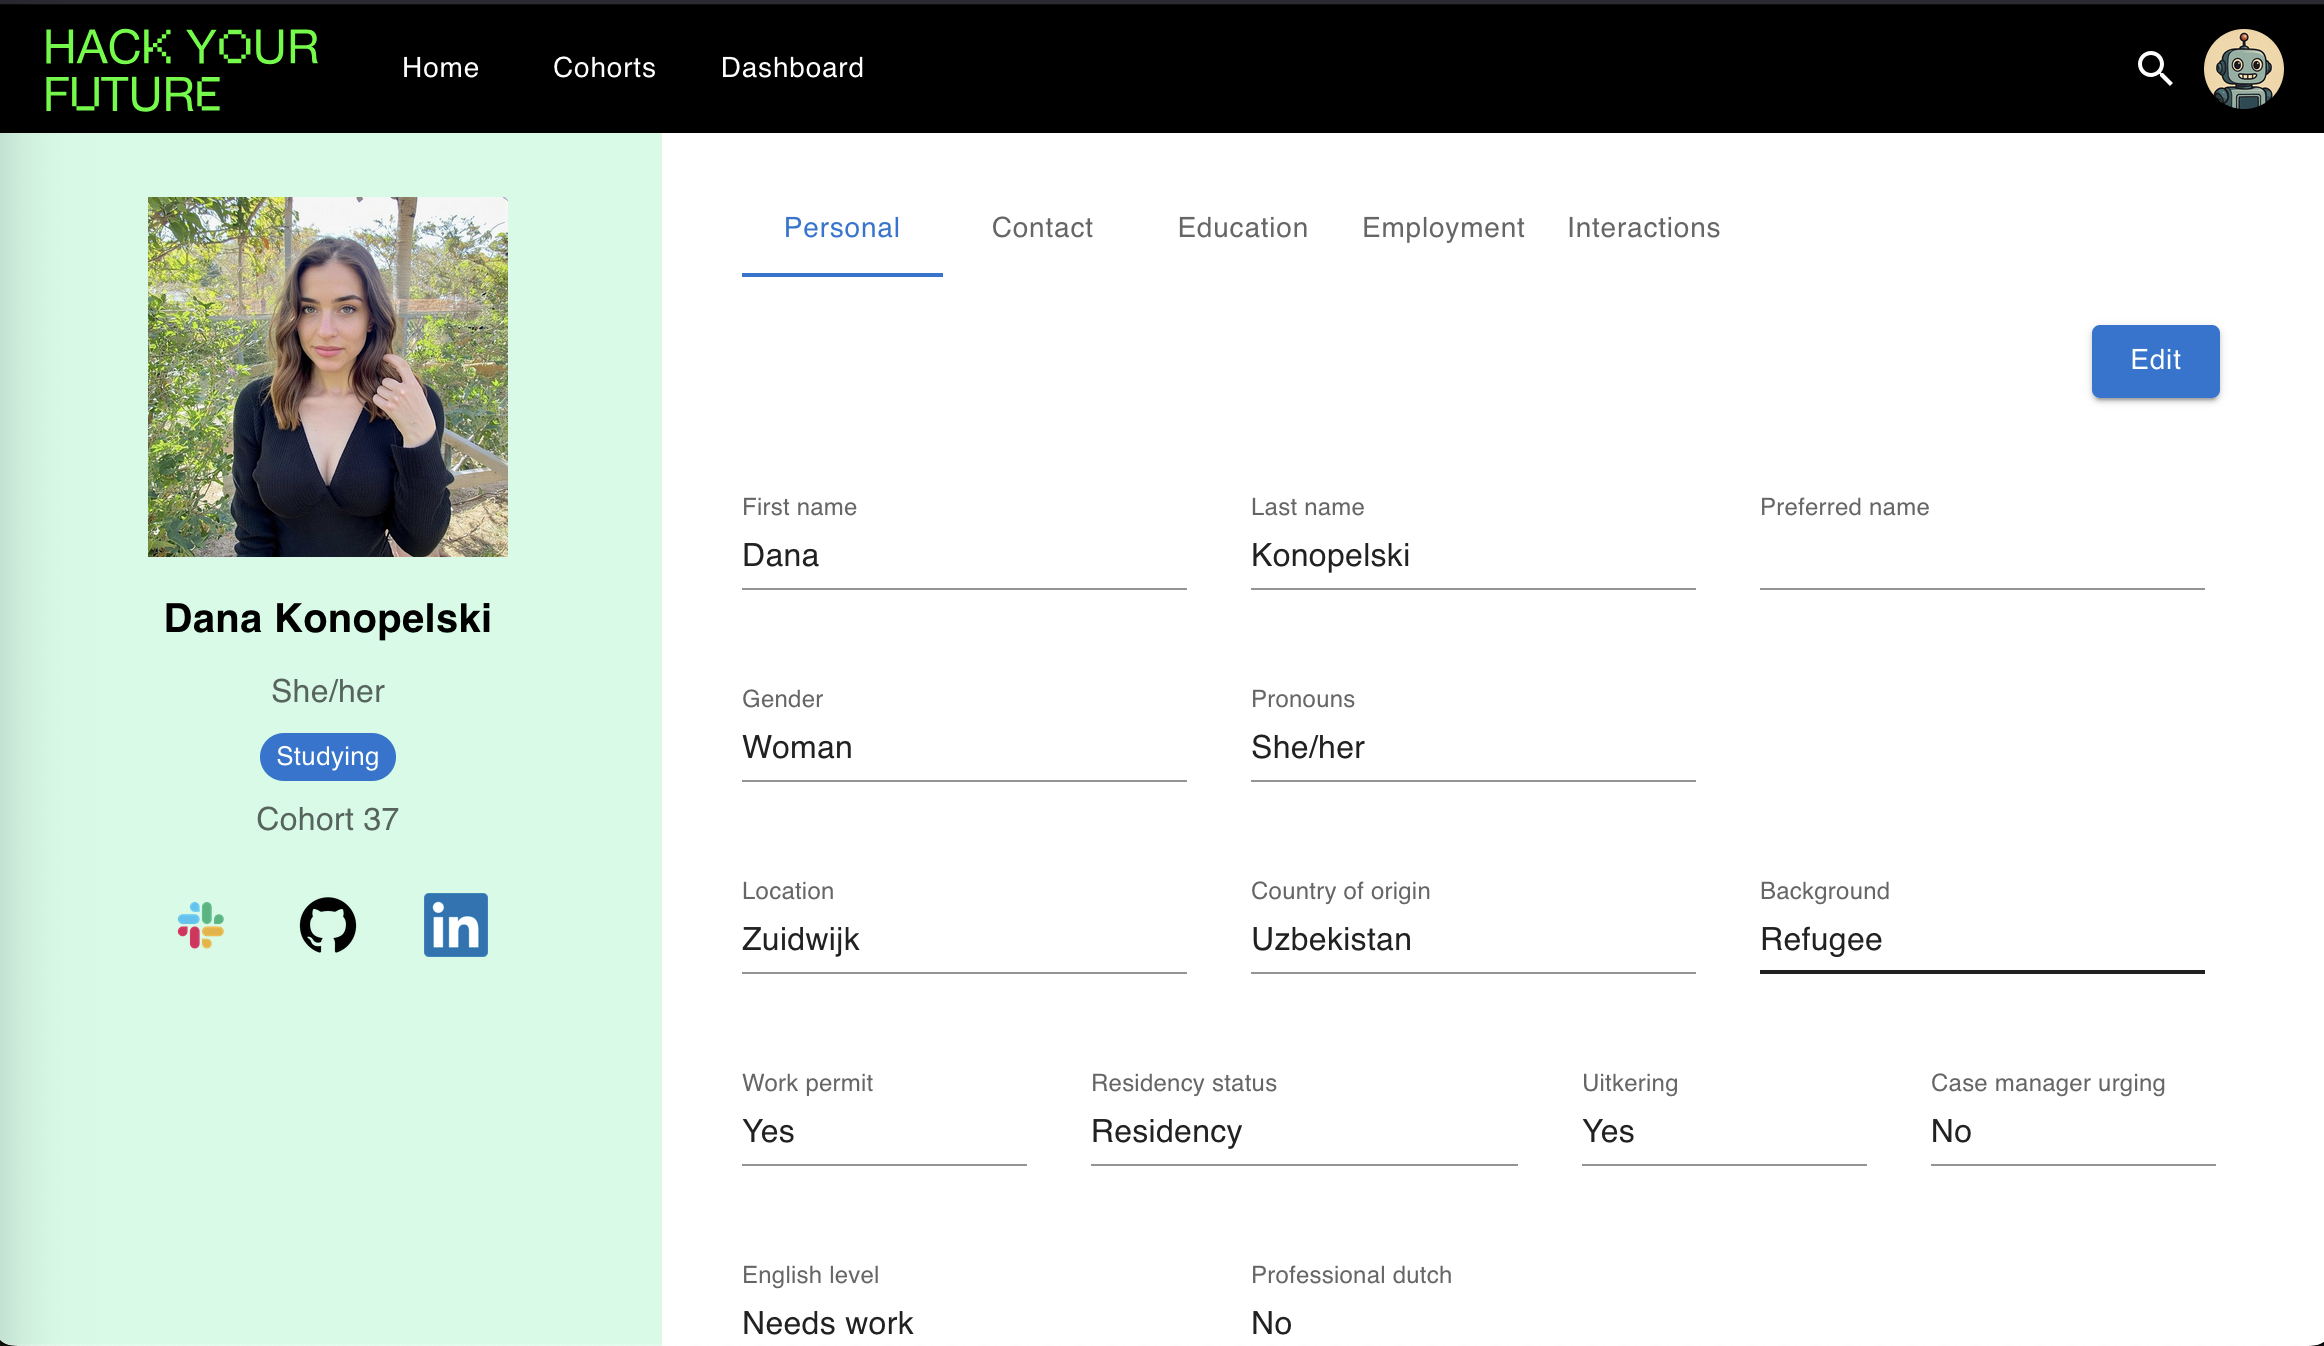 HACK YOUR
FUTURE
Home Cohorts Dashboard
Dana Konopelski
She/her
Studying
Cohort 37
in
Personal Contact Education Employment Interactions
Edit
First name Last name Preferred name
Dana Konopelski
Gender Pronouns
Woman She/her
Location Country of origin Background
Zuidwijk Uzbekistan Refugee
Work permit Residency status Uitkering Case manager urging
Yes Residency Yes No
English level Professional dutch
Needs work No